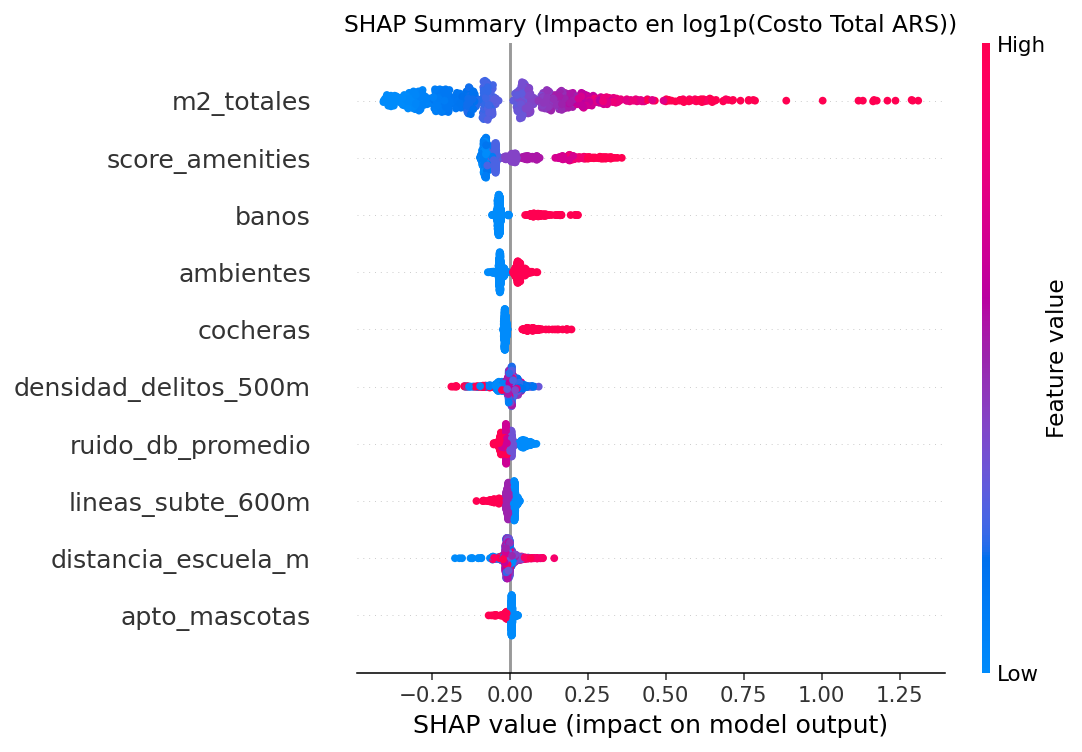 SHAP Summary (Impacto en log1p(Costo Total ARS))
High
m2_totales
score_amenities
banos
ambientes
cocheras
densidad_delitos_500m
ruido_db_promedio
lineas_subte_600m
distancia_escuela_m
apto_mascotas
Feature value
Low
−0.25 0.00 0.25 0.50 0.75 1.00 1.25
SHAP value (impact on model output)